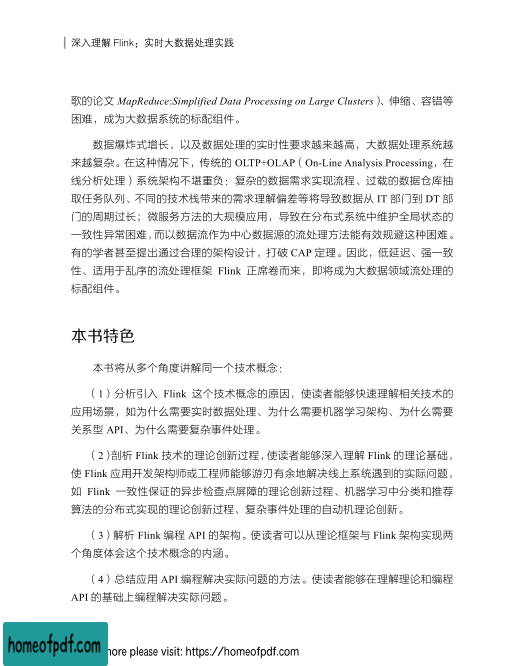 深入理解 Flink：实时大数据处理实践
歌的论文 MapReduce:Simplified Data Processing on Large Clusters）、伸缩、容错等
困难，成为大数据系统的标配组件。
数据爆炸式增长，以及数据处理的实时性要求越来越高，大数据处理系统越
来越复杂。在这种情况下，传统的 OLTP+OLAP（On-Line Analysis Processing，在
线分析处理）系统架构不堪重负：复杂的数据需求实现流程、过载的数据仓库抽
取任务队列、不同的技术栈带来的需求理解偏差等将导致数据从 IT 部门到 DT 部
门的周期过长；微服务方法的大规模应用，导致在分布式系统中维护全局状态的
一致性异常困难，而以数据流作为中心数据源的流处理方法能有效规避这种困难。
有的学者甚至提出通过合理的架构设计，打破 CAP 定理。因此，低延迟、强一致
性、适用于乱序的流处理框架 Flink 正席卷而来，即将成为大数据领域流处理的
标配组件。
本书特色
本书将从多个角度讲解同一个技术概念：
（1）分析引入 Flink 这个技术概念的原因，使读者能够快速理解相关技术的
应用场景，如为什么需要实时数据处理、为什么需要机器学习架构、为什么需要
关系型 API、为什么需要复杂事件处理。
（2）剖析 Flink 技术的理论创新过程，使读者能够深入理解 Flink 的理论基础，
使 Flink 应用开发架构师或工程师能够游刃有余地解决线上系统遇到的实际问题，
如 Flink 一致性保证的异步检查点屏障的理论创新过程、机器学习中分类和推荐
算法的分布式实现的理论创新过程、复杂事件处理的自动机理论创新。
（3）解析 Flink 编程 API 的架构。使读者可以从理论框架与 Flink 架构实现两
个角度体会这个技术概念的内涵。
（4）总结应用 API 编程解决实际问题的方法。使读者能够在理解理论和编程
API 的基础上编程解决实际问题。
homeofpdf.com
more please visit: https://homeofpdf.com